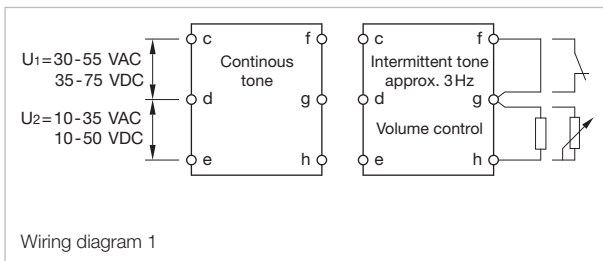 U1=30-55 VAC
35-75 VDC
U2=10-35 VAC
10-50 VDC
c
f
Continous
tone
d
g
e
h
c
f
Intermittent tone
approx. 3Hz
d
g
Volume control
e
h
Wiring diagram 1